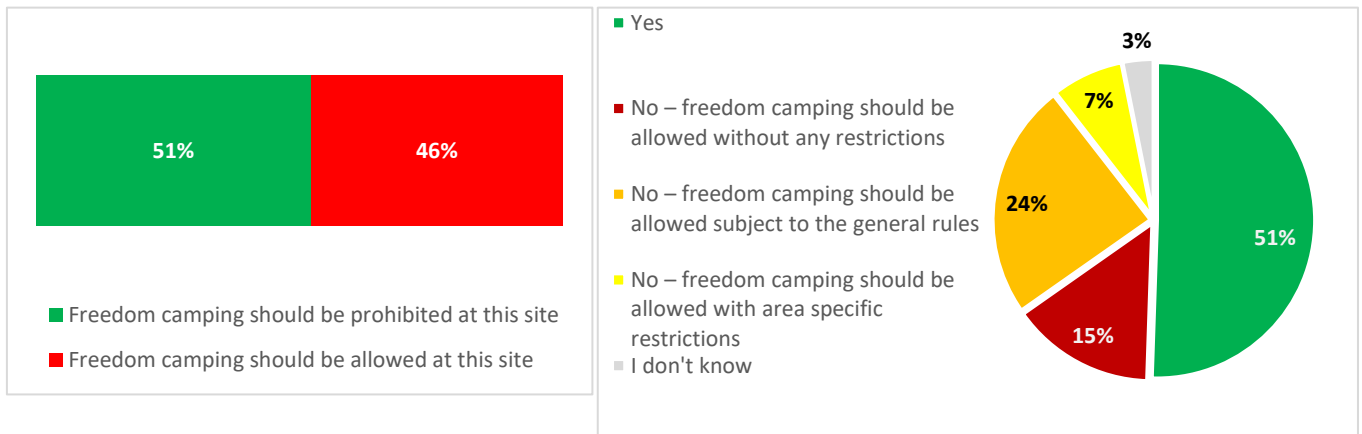 51%
46%
Freedom camping should be prohibited at this site
Freedom camping should be allowed at this site
Yes
No – freedom camping should be
allowed without any restrictions
No – freedom camping should be
allowed subject to the general rules
No – freedom camping should be
allowed with area specific
restrictions
I don't know
3%
7%
24%
51%
15%